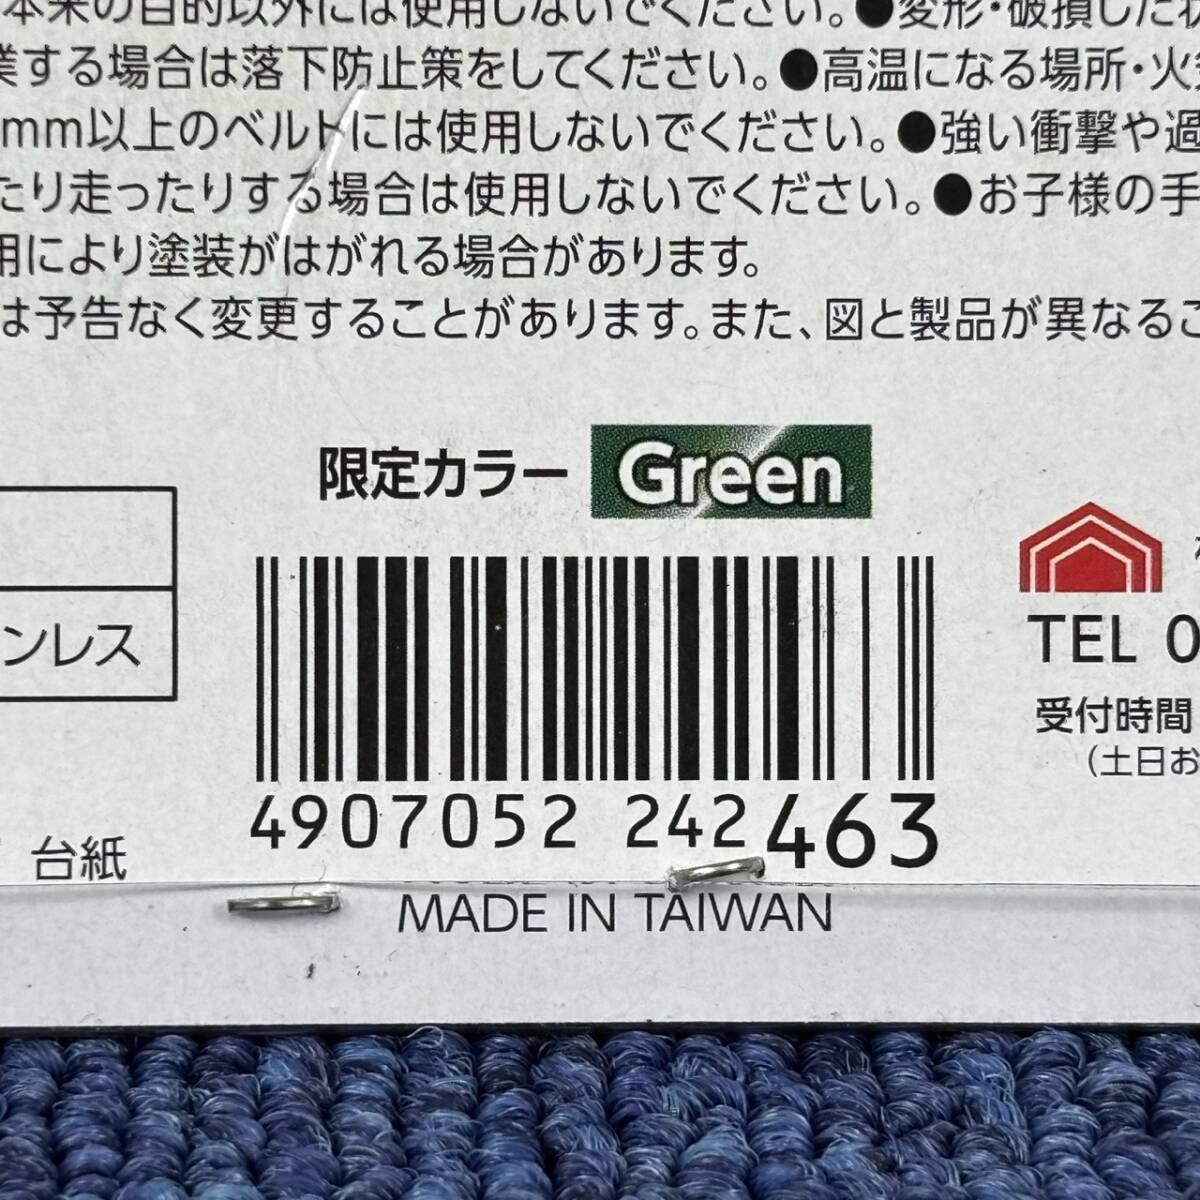 本来の目的以外には使用しないでください。●変形・破損した状
業する場合は落下防止策をしてください。●高温になる場所・火気
mm以上のベルトには使用しないでください。●強い衝撃や過
たり走ったりする場合は使用しないでください。●お子様の手
用により塗装がはがれる場合があります。
は予告なく変更することがあります。また、図と製品が異なるこ
限定カラー Green
ンレス
TEL 0
受付時間
(土日お
4907052 242463
台紙
MADE IN TAIWAN